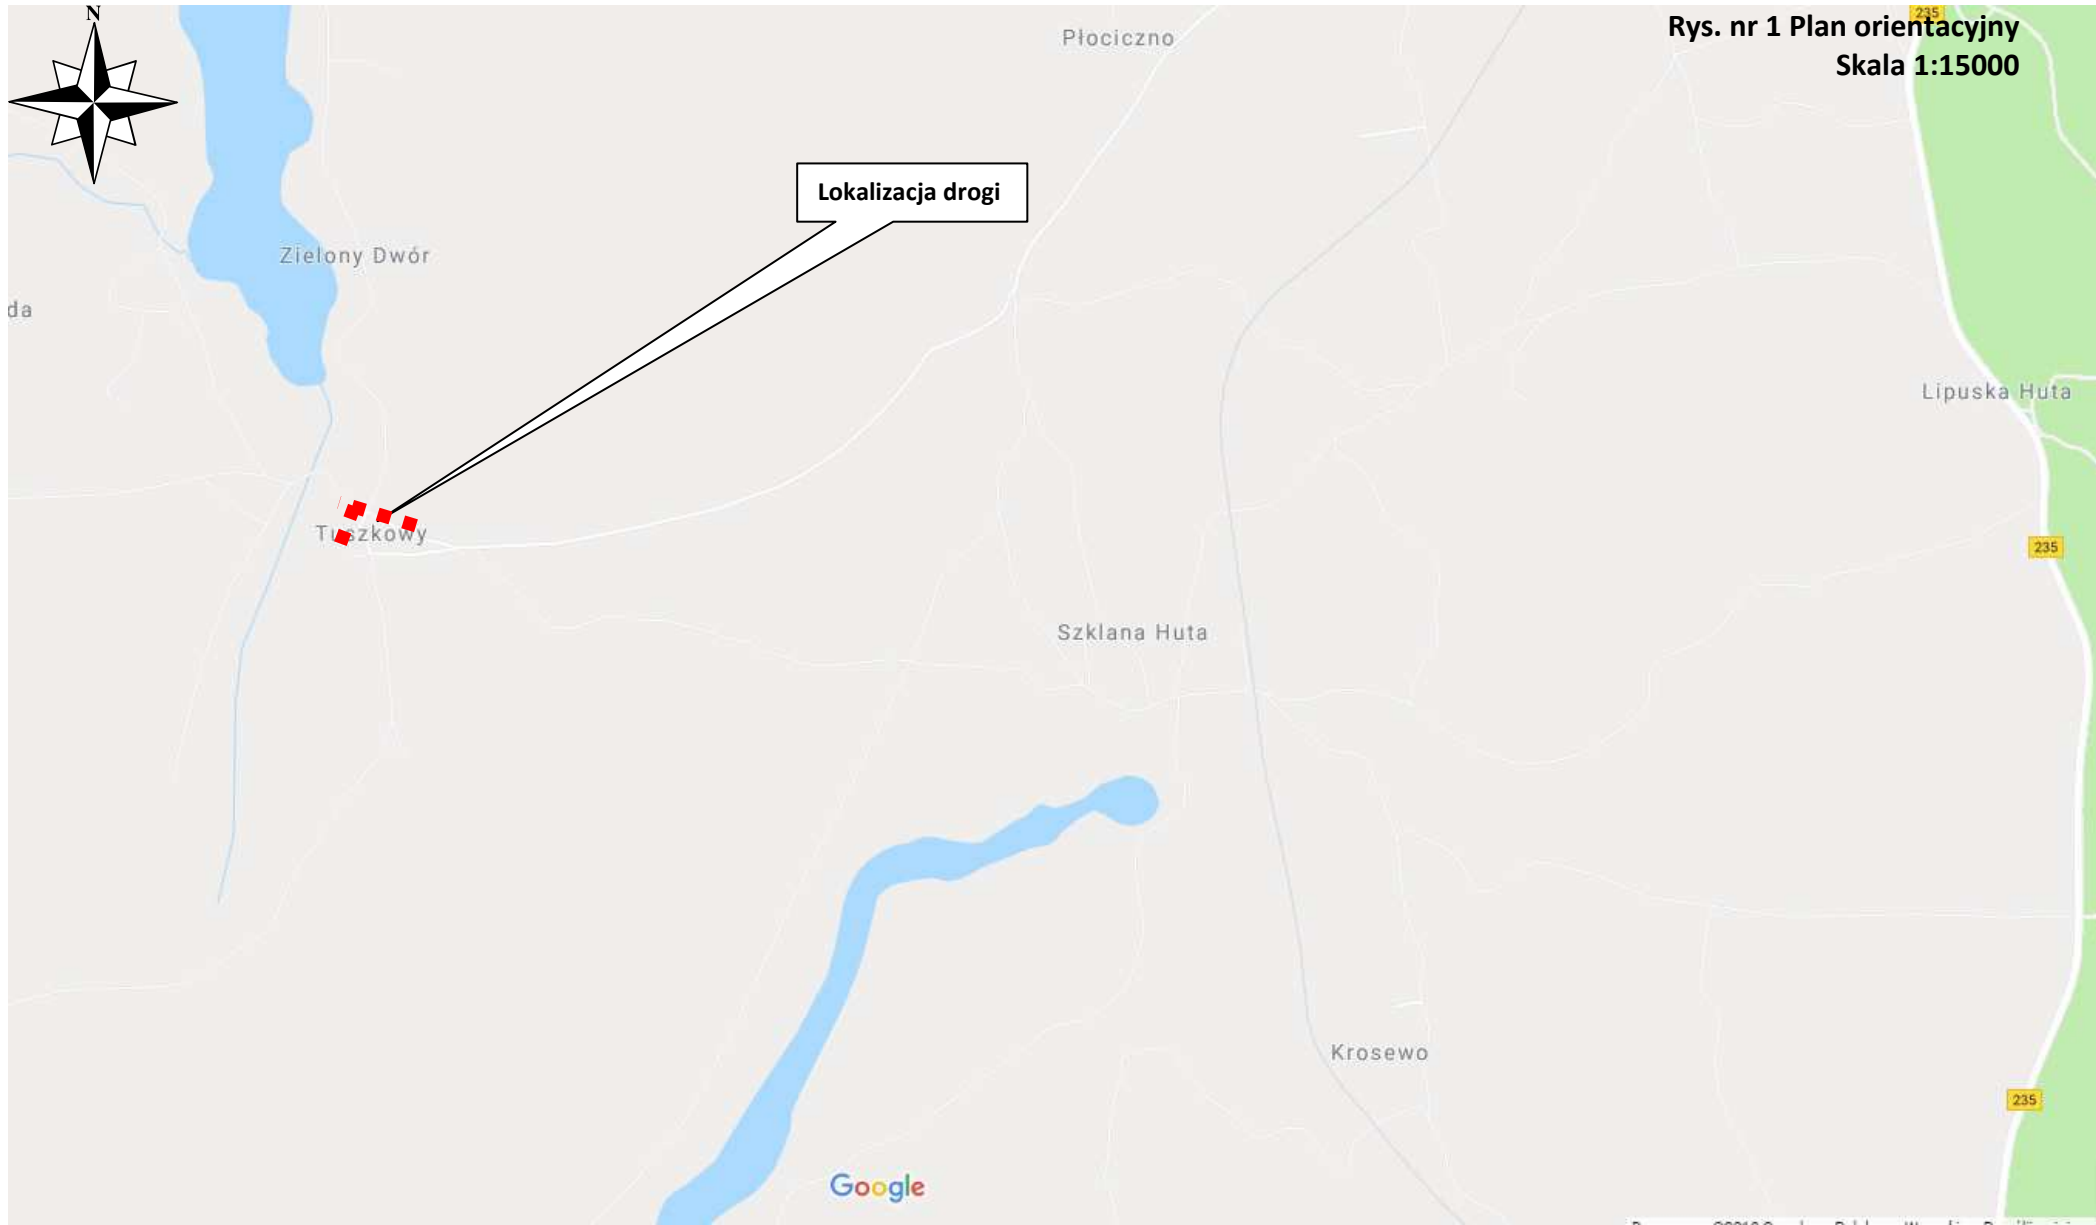 N
Rys. nr 1 Plan orientacyjny
Skala 1:15000
235
Płociczno
Lokalizacja drogi
Zielony Dwór
da
Lipuska Huta
Tuszkowy
235
Szklana Huta
Krosewo
235
Google